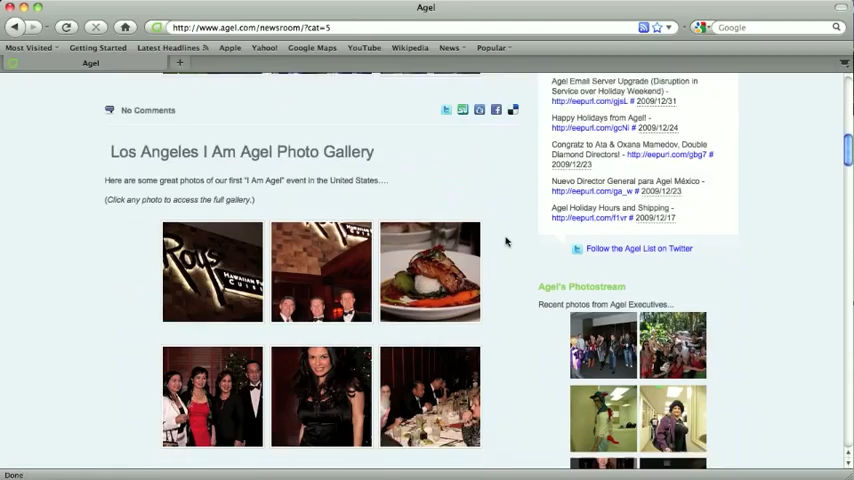 Agel
http://www.agel.com/newsroom/?cat=5
Google
Most Visited
Getting Started
Latest Headlines
Apple
Yahoo!
Google Maps
YouTube
Wikipedia
News
Popular
Agel
No Comments
Los Angeles I Am Agel Photo Gallery
Here are some great photos of our first "I Am Agel" event in the United States....
(Click any photo to access the full gallery.)
Roy's
HAWAIIAN FU
CUIS
HAWAIIAN
CUISINE
Agel Email Server Upgrade (Disruption in
Service over Holiday Weekend) -
http://eepurl.com/gjsL # 2009/12/31
Happy Holidays from Agel! -
http://eepurl.com/gcNl # 2009/12/24
Congratz to Ata & Oxana Mamedov, Double
Diamond Directors! - http://eepurl.com/gbg7 #
2009/12/23
Nuevo Director General para Agel México -
http://eepurl.com/ga_w # 2009/12/23
Agel Holiday Hours and Shipping -
http://eepurl.com/f1vr # 2009/12/17
Follow the Agel List on Twitter
Agel's Photostream
Recent photos from Agel Executives...
Done